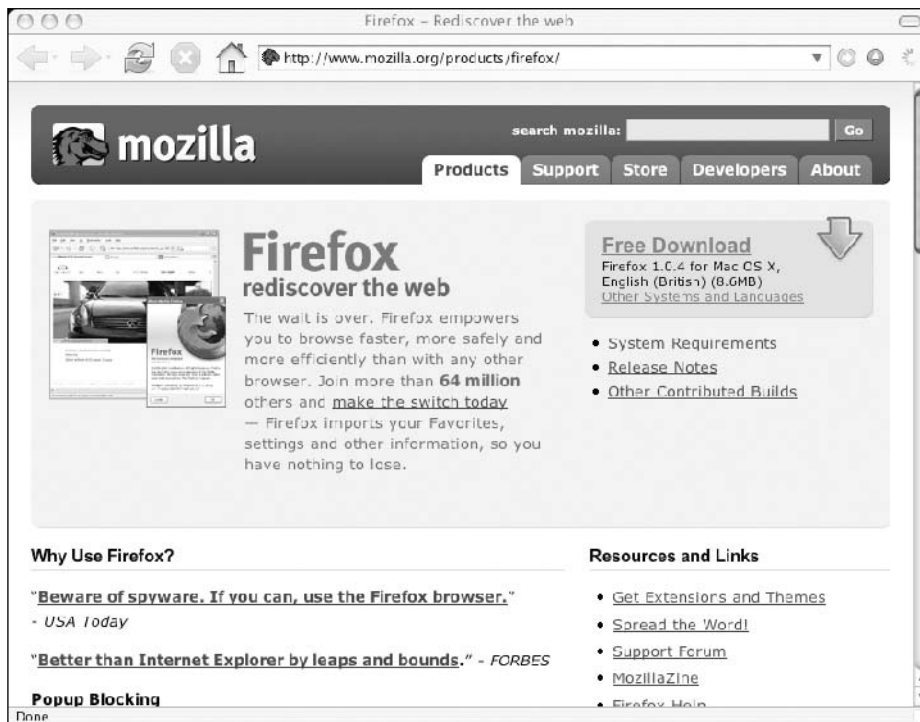 Firefox – Rediscover the web
http://www.mozilla.org/products/firefox/
mozilla
search mozilla:
Go
Products
Support
Store
Developers
About
Firefox
rediscover the web
The wait is over. Firefox empowers
you to browse faster, more safely and
more efficiently than with any other
browser. Join more than 64 million
others and make the switch today
— Firefox imports your Favorites,
settings and other information, so you
have nothing to lose.
Free Download
Firefox 1.0.4 for Mac OS X,
English (British) (8.6MB)
Other Systems and Languages
• System Requirements
• Release Notes
• Other Contributed Builds
Why Use Firefox?
"Beware of spyware. If you can, use the Firefox browser."
- USA Today
"Better than Internet Explorer by leaps and bounds." - FORBES
Popup Blocking
Resources and Links
• Get Extensions and Themes
• Spread the Word!
• Support Forum
• MozillaZine
• Firefox Help
Done